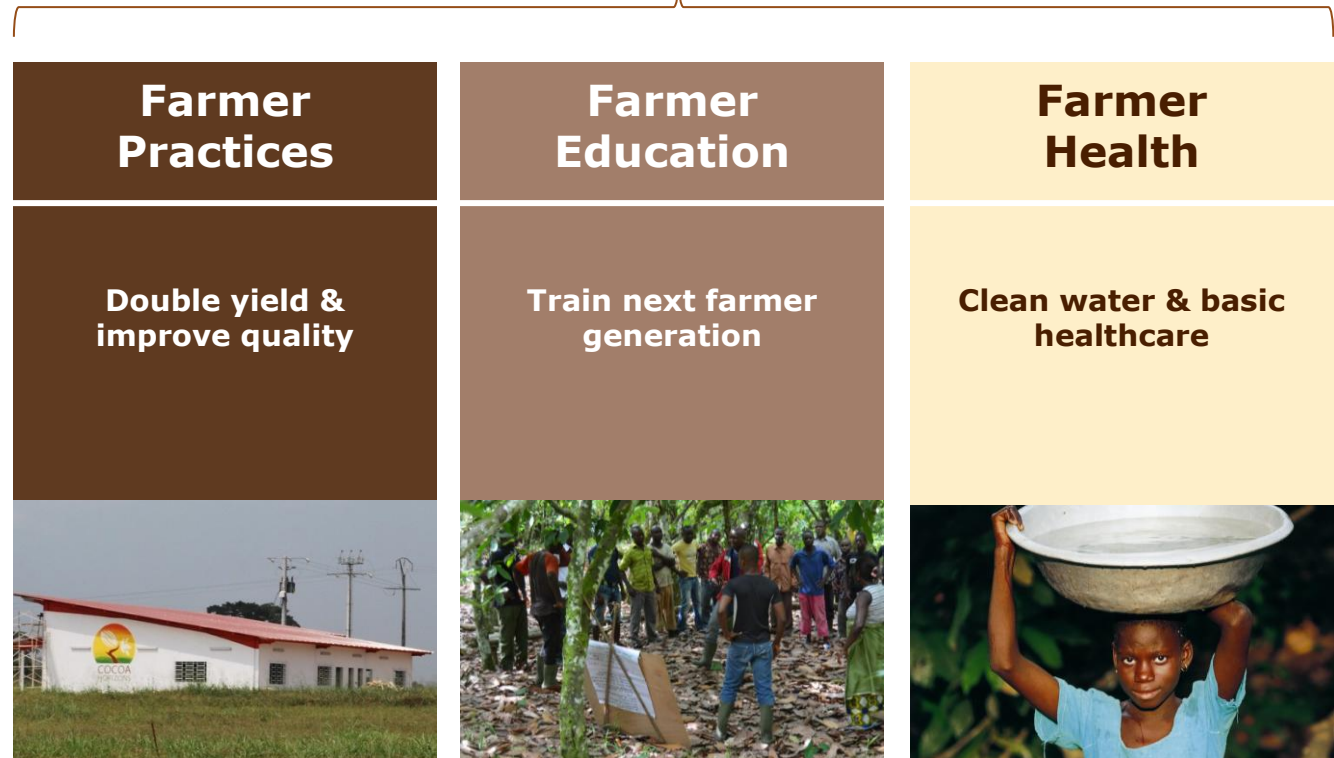 Farmer
Practices
Farmer
Education
Farmer
Health
Double yield &
improve quality
Train next farmer
generation
Clean water & basic
healthcare
COCOA
HORIZONS